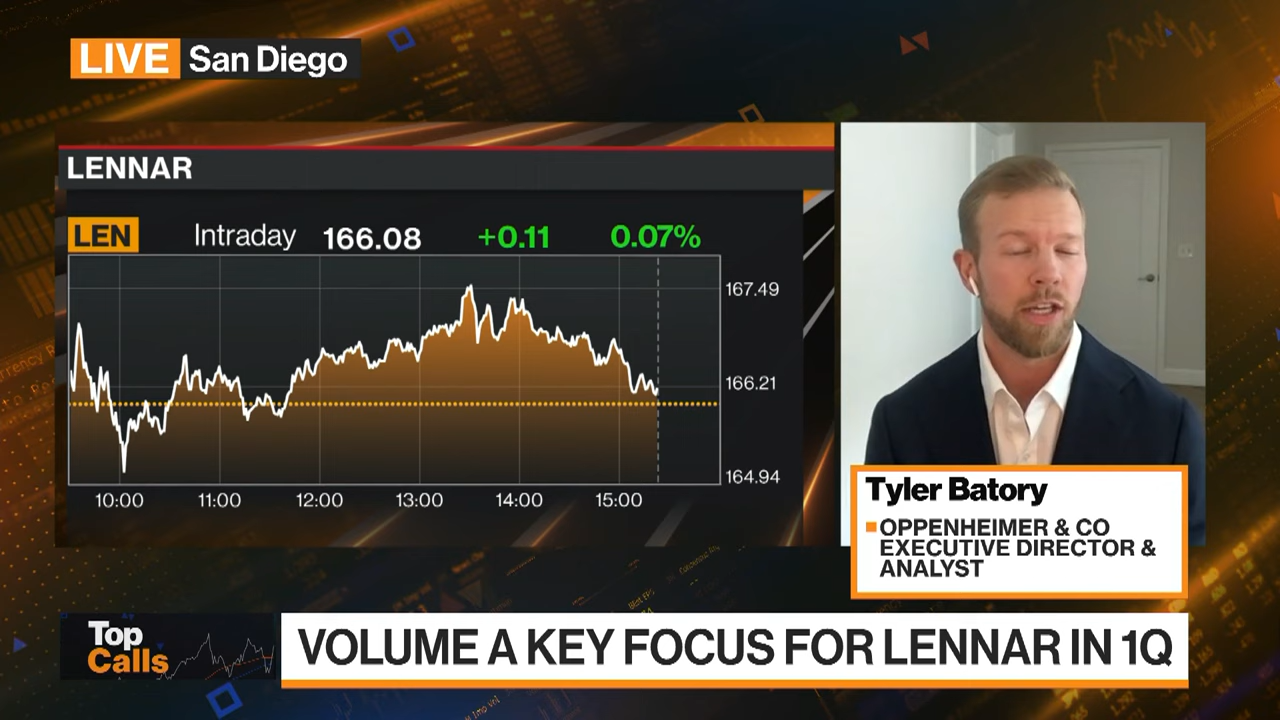 LIVE San Diego
LENNAR
LEN Intraday 166.08 +0.11 0.07%
167.49
166.21
164.94
10:00 11:00 12:00 13:00 14:00 15:00
Tyler Batory
OPPENHEIMER & CO
EXECUTIVE DIRECTOR &
ANALYST
Top
Calls
VOLUME A KEY FOCUS FOR LENNAR IN 1Q